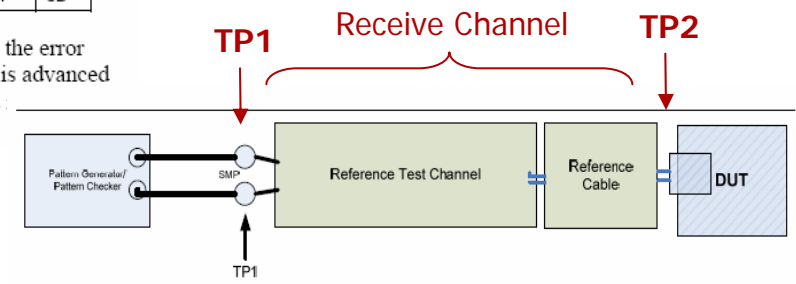 the error
is advanced
TP1
Receive Channel
TP2
Pattern Generator/
Pattern Checker
SMP
Reference Test Channel
Reference
Cable
DUT
TP1